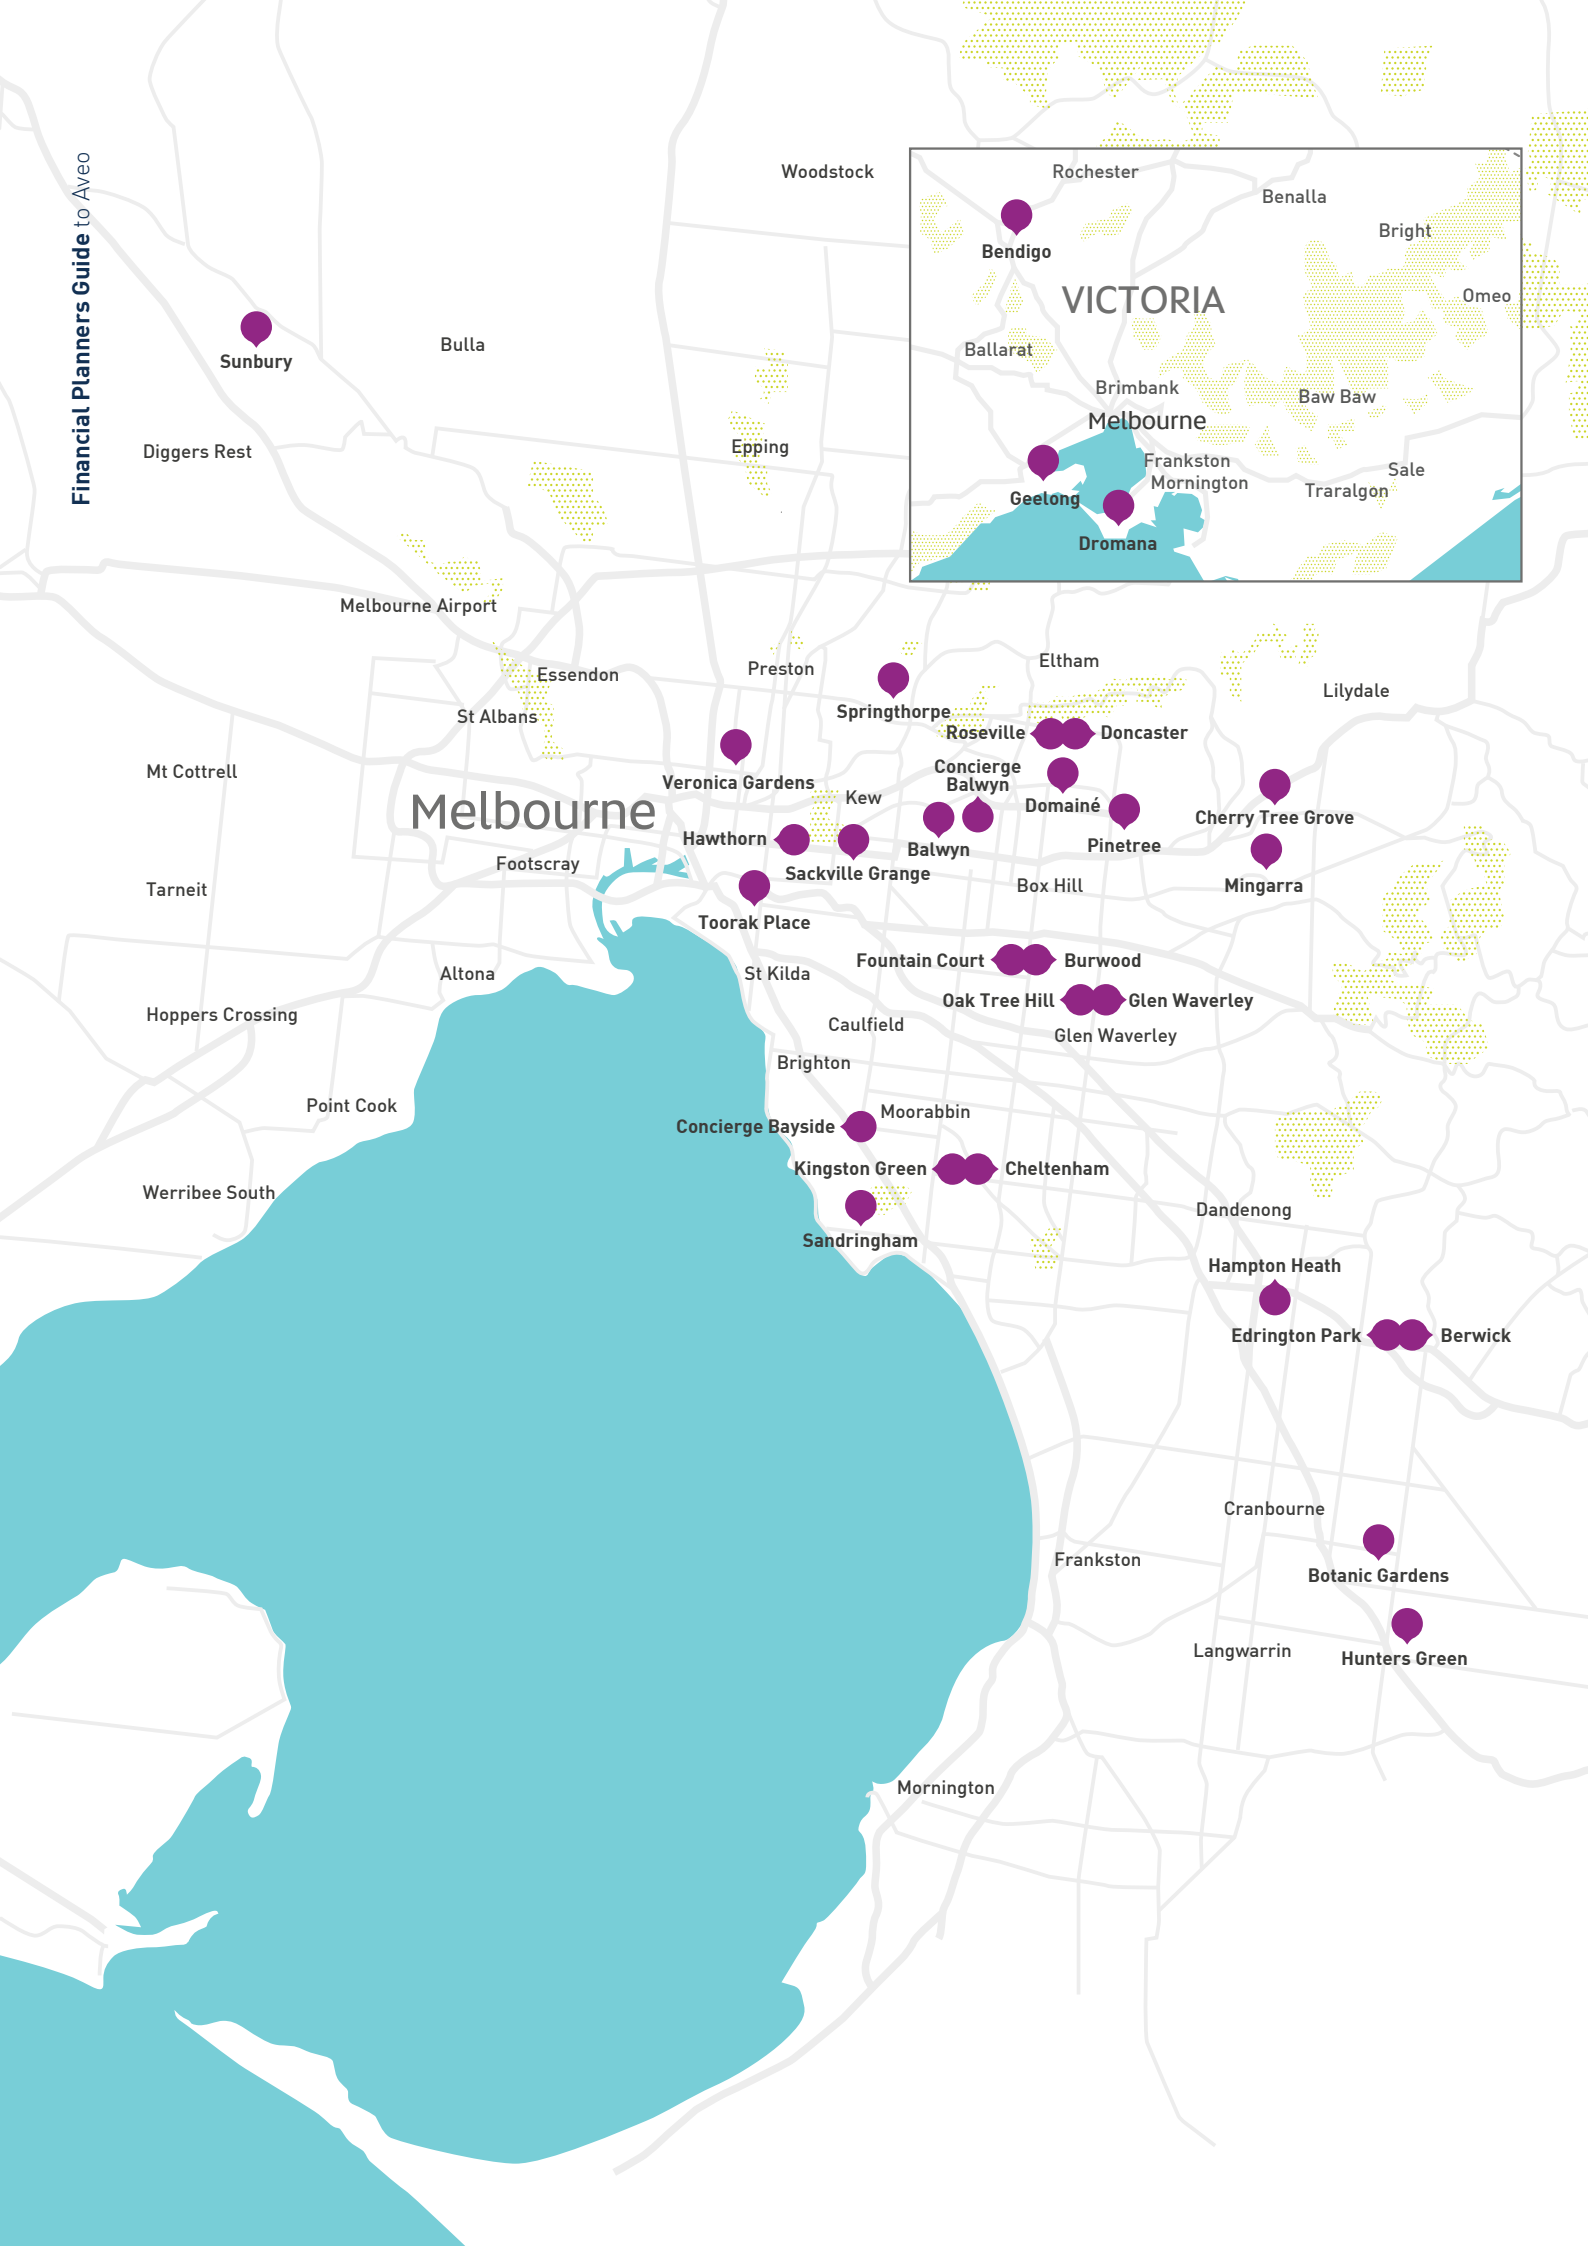 Financial Planners Guide to Aveo
Woodstock
Rochester
Benalla
Bright
Bendigo
VICTORIA
Omeo
Ballarat
Brimbank
Baw Baw
Melbourne
Frankston
Sale
Mornington
Traralgon
Geelong
Dromana
Sunbury
Bulla
Diggers Rest
Epping
Melbourne Airport
Eltham
Preston
Essendon
Lilydale
Springthorpe
St Albans
Roseville
Doncaster
Concierge
Balwyn
Mt Cottrell
Veronica Gardens
Kew
Domainé
Melbourne
Cherry Tree Grove
Hawthorn
Pinetree
Balwyn
Footscray
Sackville Grange
Box Hill
Mingarra
Tarneit
Toorak Place
Fountain Court
Burwood
Altona
St Kilda
Oak Tree Hill
Glen Waverley
Hoppers Crossing
Caulfield
Glen Waverley
Brighton
Point Cook
Moorabbin
Concierge Bayside
Kingston Green
Cheltenham
Werribee South
Dandenong
Sandringham
Hampton Heath
Edrington Park
Berwick
Cranbourne
Frankston
Botanic Gardens
Langwarrin
Hunters Green
Mornington